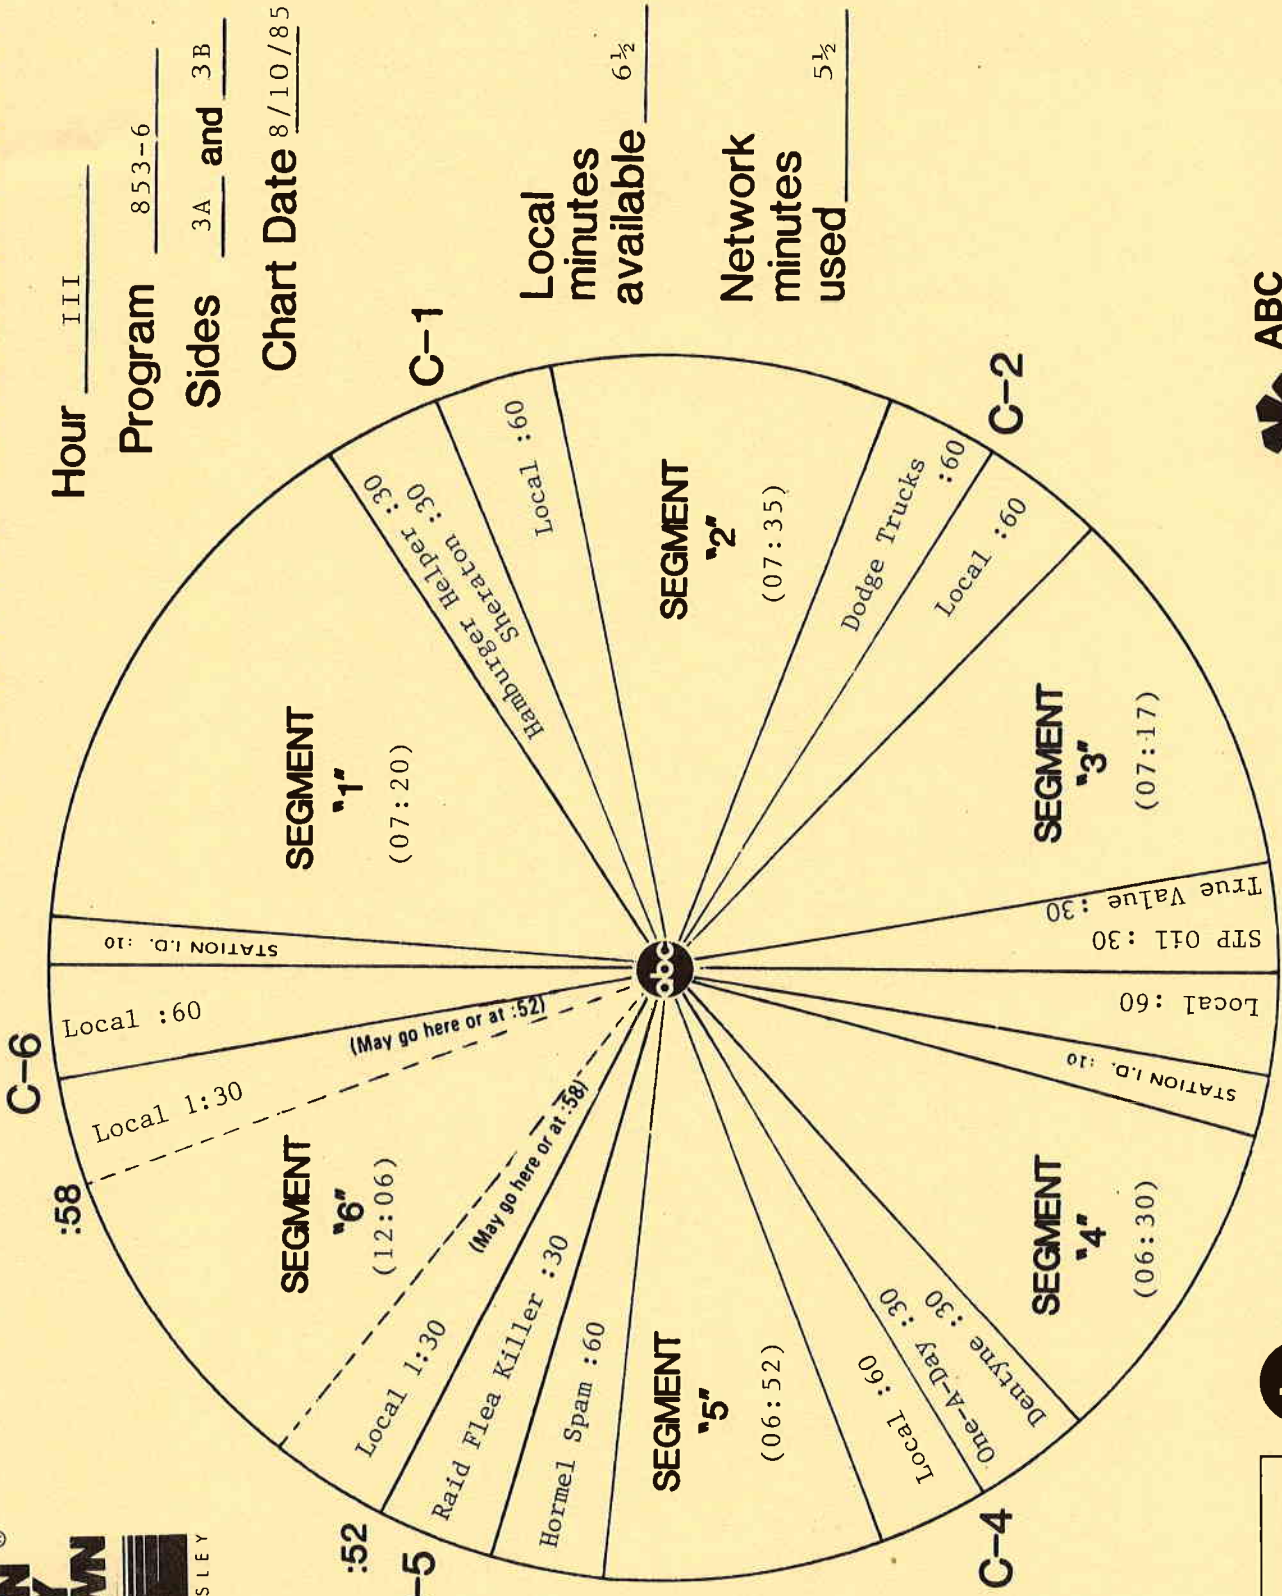 Hour III
Program 853-6
Sides 3A and 3B
Chart Date 8/10/85
Local
minutes
available 6½
Network
minutes
used 5½
STATION I.D. :10
SEGMENT
"1"
(07:20)
Hamburger Helper :30
Sheraton :30
C-1
Local :60
SEGMENT
"2"
(07:35)
Dodge Trucks
:60
C-2
Local :60
SEGMENT
"3"
(07:17)
True Value :30
STP Oil :30
Local :60
STATION I.D. :10
SEGMENT
"4"
(06:30)
Dentyne :30
One-A-Day :30
C-4
Local :60
SEGMENT
"5"
(06:52)
Hormel Spam :60
Raid Flea Killer :30
-5
:52
Local 1:30
(May go here or at :58)
SEGMENT
"6"
(12:06)
:58
Local 1:30
(May go here or at :52)
C-6
Local :60
abc
ABC
SLEY